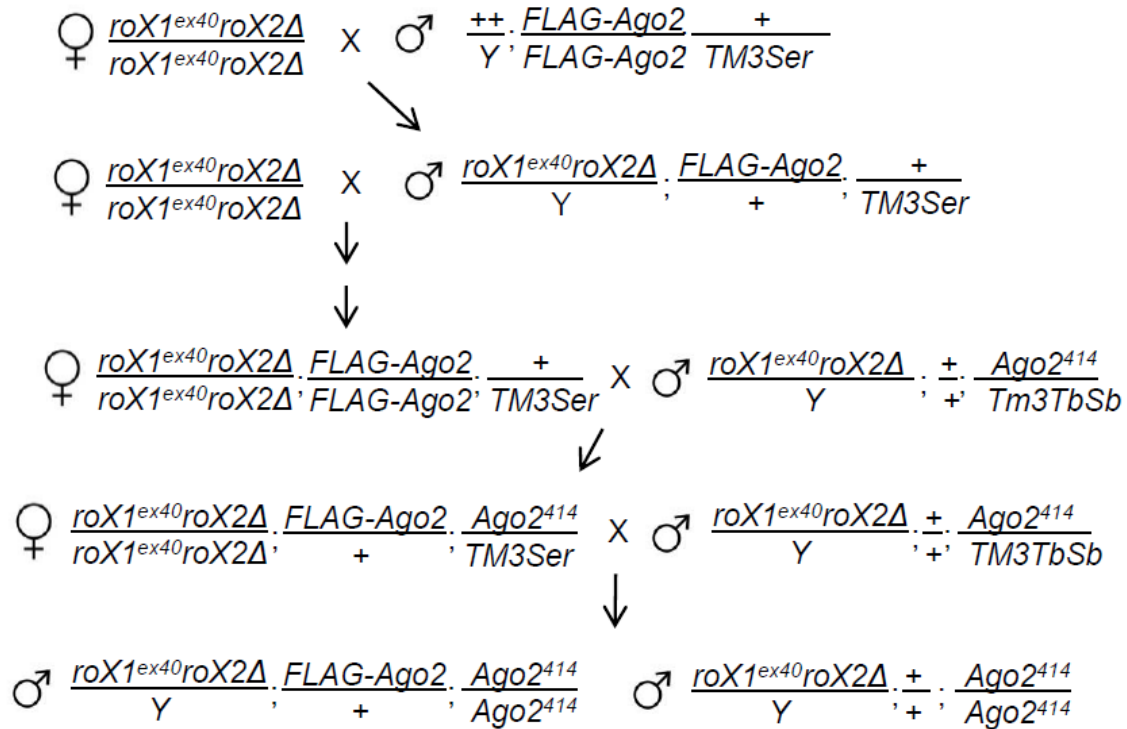 ♀ roX1ex40roX2Δ X ♂ ++ ; FLAG-Ago2 +
roX1ex40roX2Δ Y FLAG-Ago2 TM3Ser
♀ roX1ex40roX2Δ X ♂ roX1ex40roX2Δ ; FLAG-Ago2 ; +
roX1ex40roX2Δ Y + TM3Ser
♀ roX1ex40roX2Δ ; FLAG-Ago2 ; + X ♂ roX1ex40roX2Δ ; + ; Ago2414
roX1ex40roX2Δ FLAG-Ago2 TM3Ser Y + Tm3TbSb
♀ roX1ex40roX2Δ ; FLAG-Ago2 ; Ago2414 X ♂ roX1ex40roX2Δ ; + ; Ago2414
roX1ex40roX2Δ + TM3Ser Y + TM3TbSb
♂ roX1ex40roX2Δ ; FLAG-Ago2 ; Ago2414 ♂ roX1ex40roX2Δ ; + ; Ago2414
Y + Ago2414 Y + Ago2414